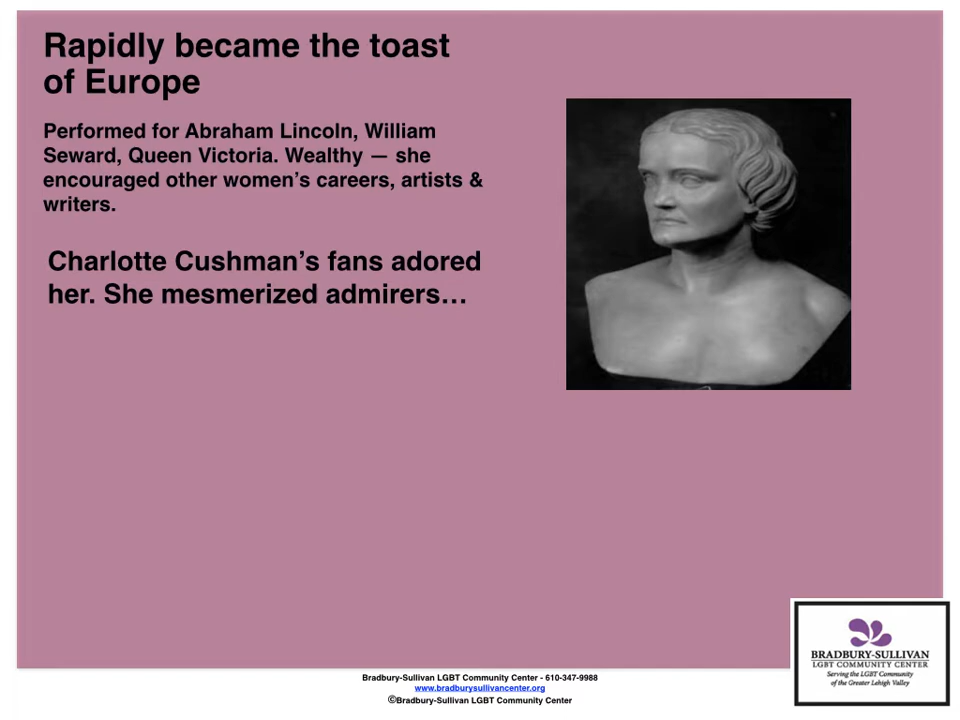 Rapidly became the toast
of Europe
Performed for Abraham Lincoln, William
Seward, Queen Victoria. Wealthy — she
encouraged other women’s careers, artists &
writers.
Charlotte Cushman’s fans adored
her. She mesmerized admirers…
BRADBURY-SULLIVAN
LGBT COMMUNITY CENTER
Serving the LGBT Community
of the Greater Lehigh Valley
Bradbury-Sullivan LGBT Community Center - 610-347-9988
www.bradburysullivancenter.org
©Bradbury-Sullivan LGBT Community Center